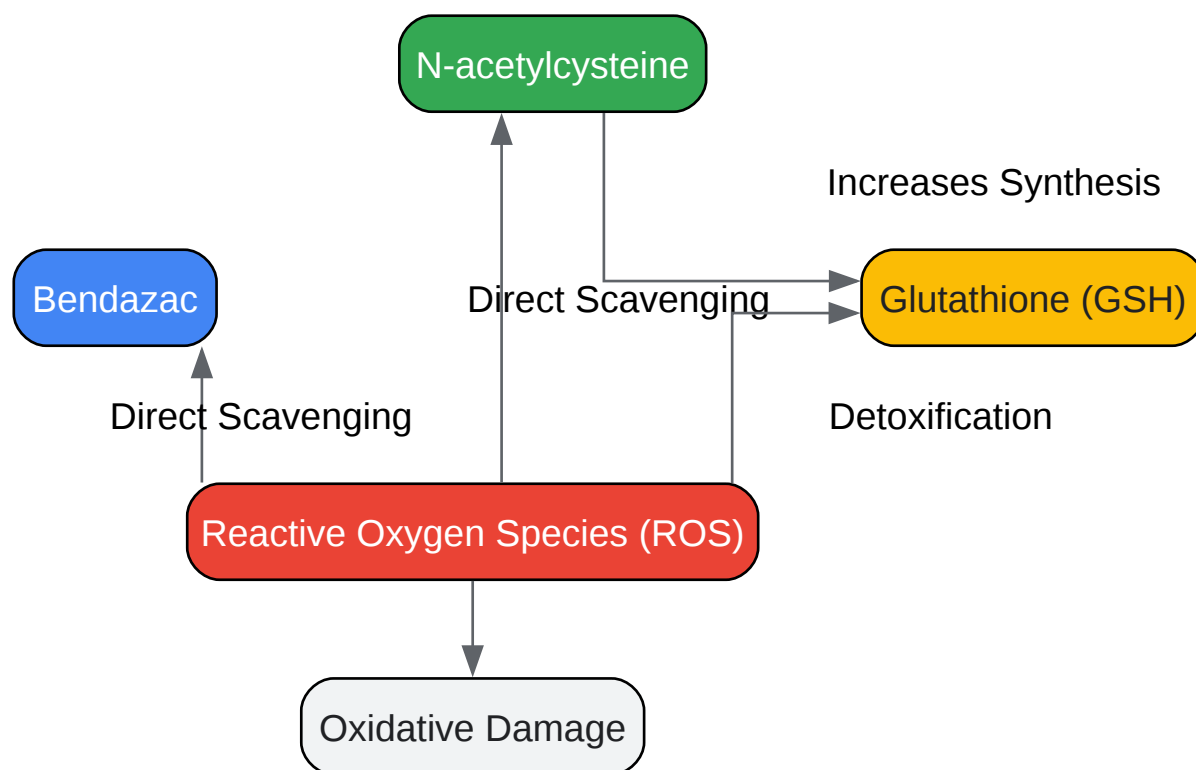 N-acetylcysteine
Increases Synthesis
Bendazac
Direct Scavenging
Glutathione (GSH)
Direct Scavenging
Detoxification
Reactive Oxygen Species (ROS)
Oxidative Damage